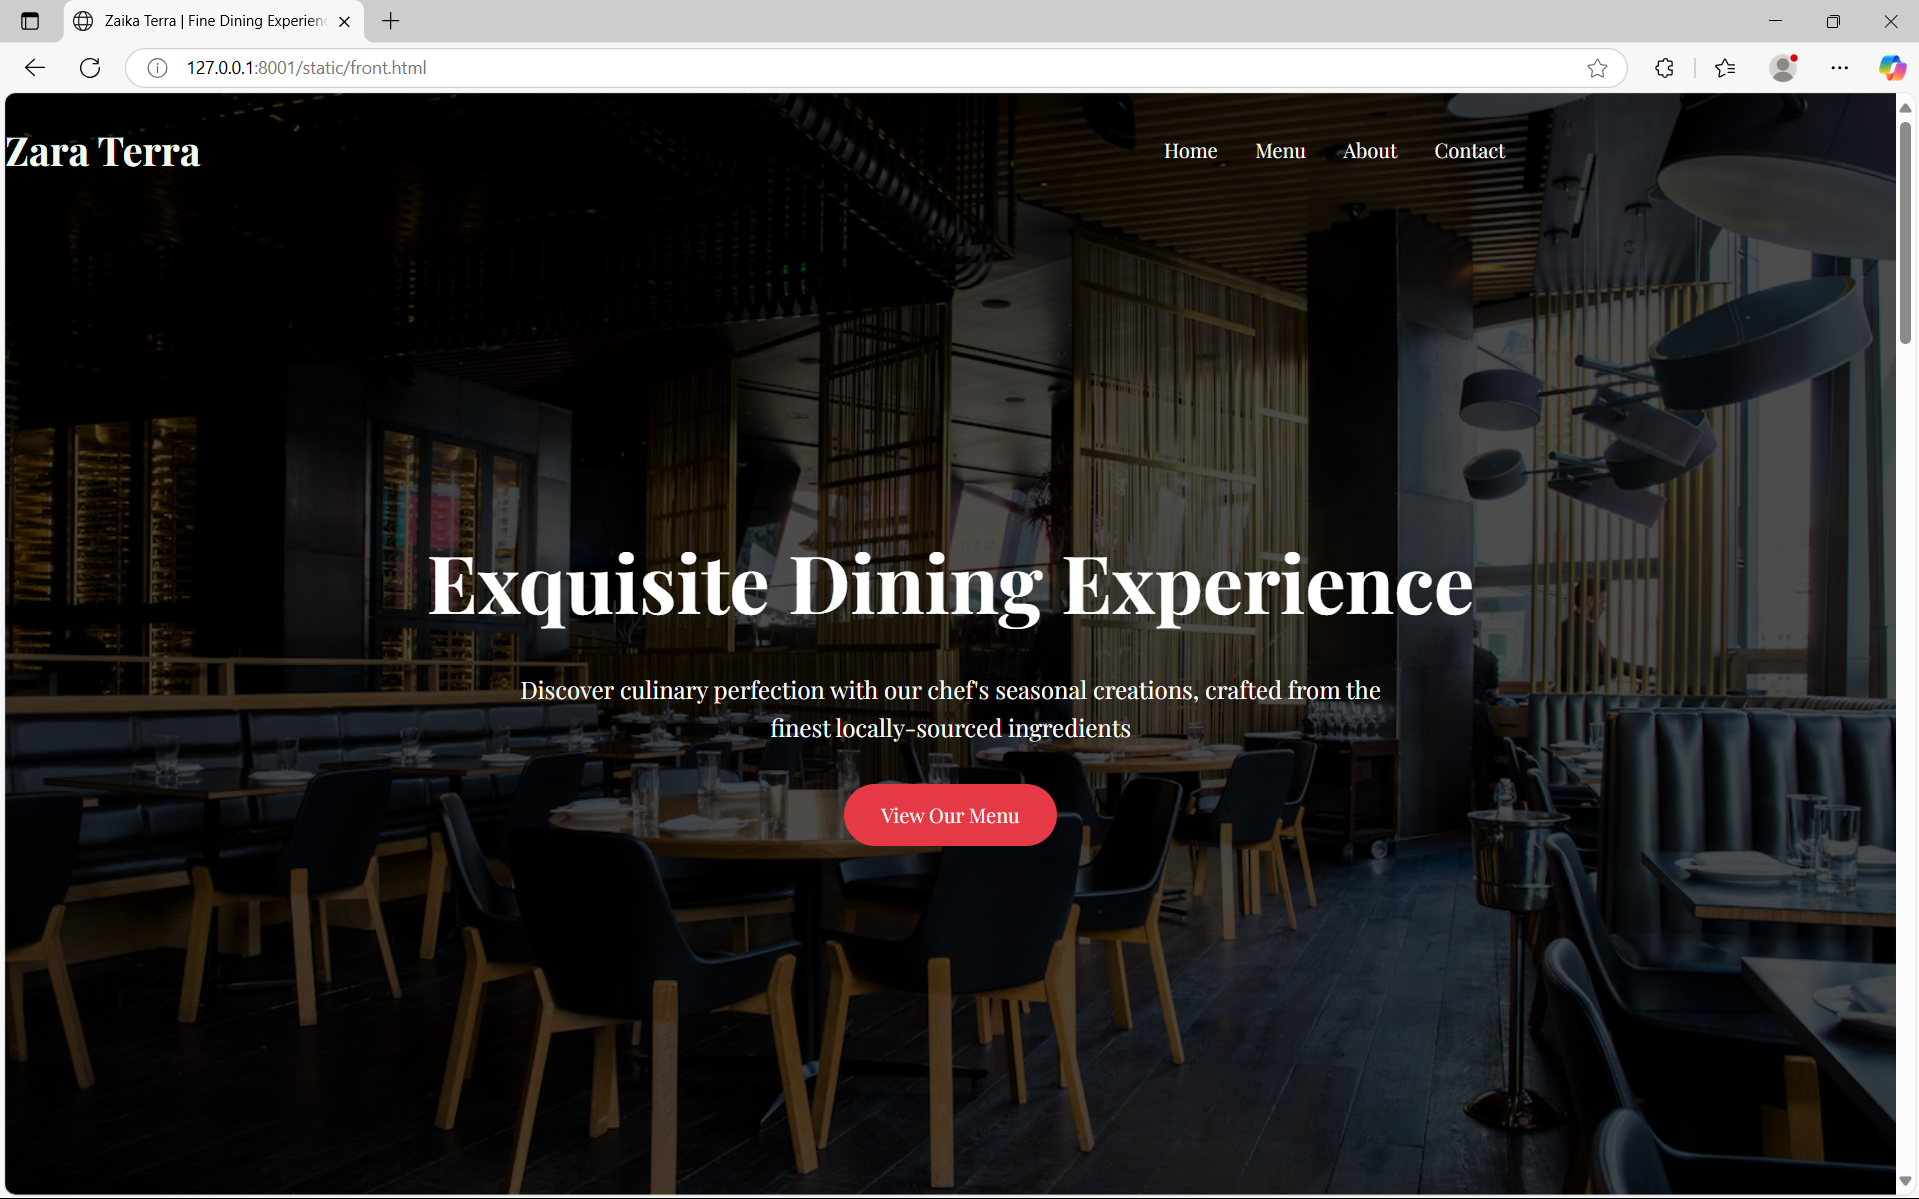 Zaika Terra | Fine Dining Experien
127.0.0.1:8001/static/front.html
Zara Terra
Home Menu About Contact
Exquisite Dining Experience
Discover culinary perfection with our chef's seasonal creations, crafted from the
finest locally-sourced ingredients
View Our Menu